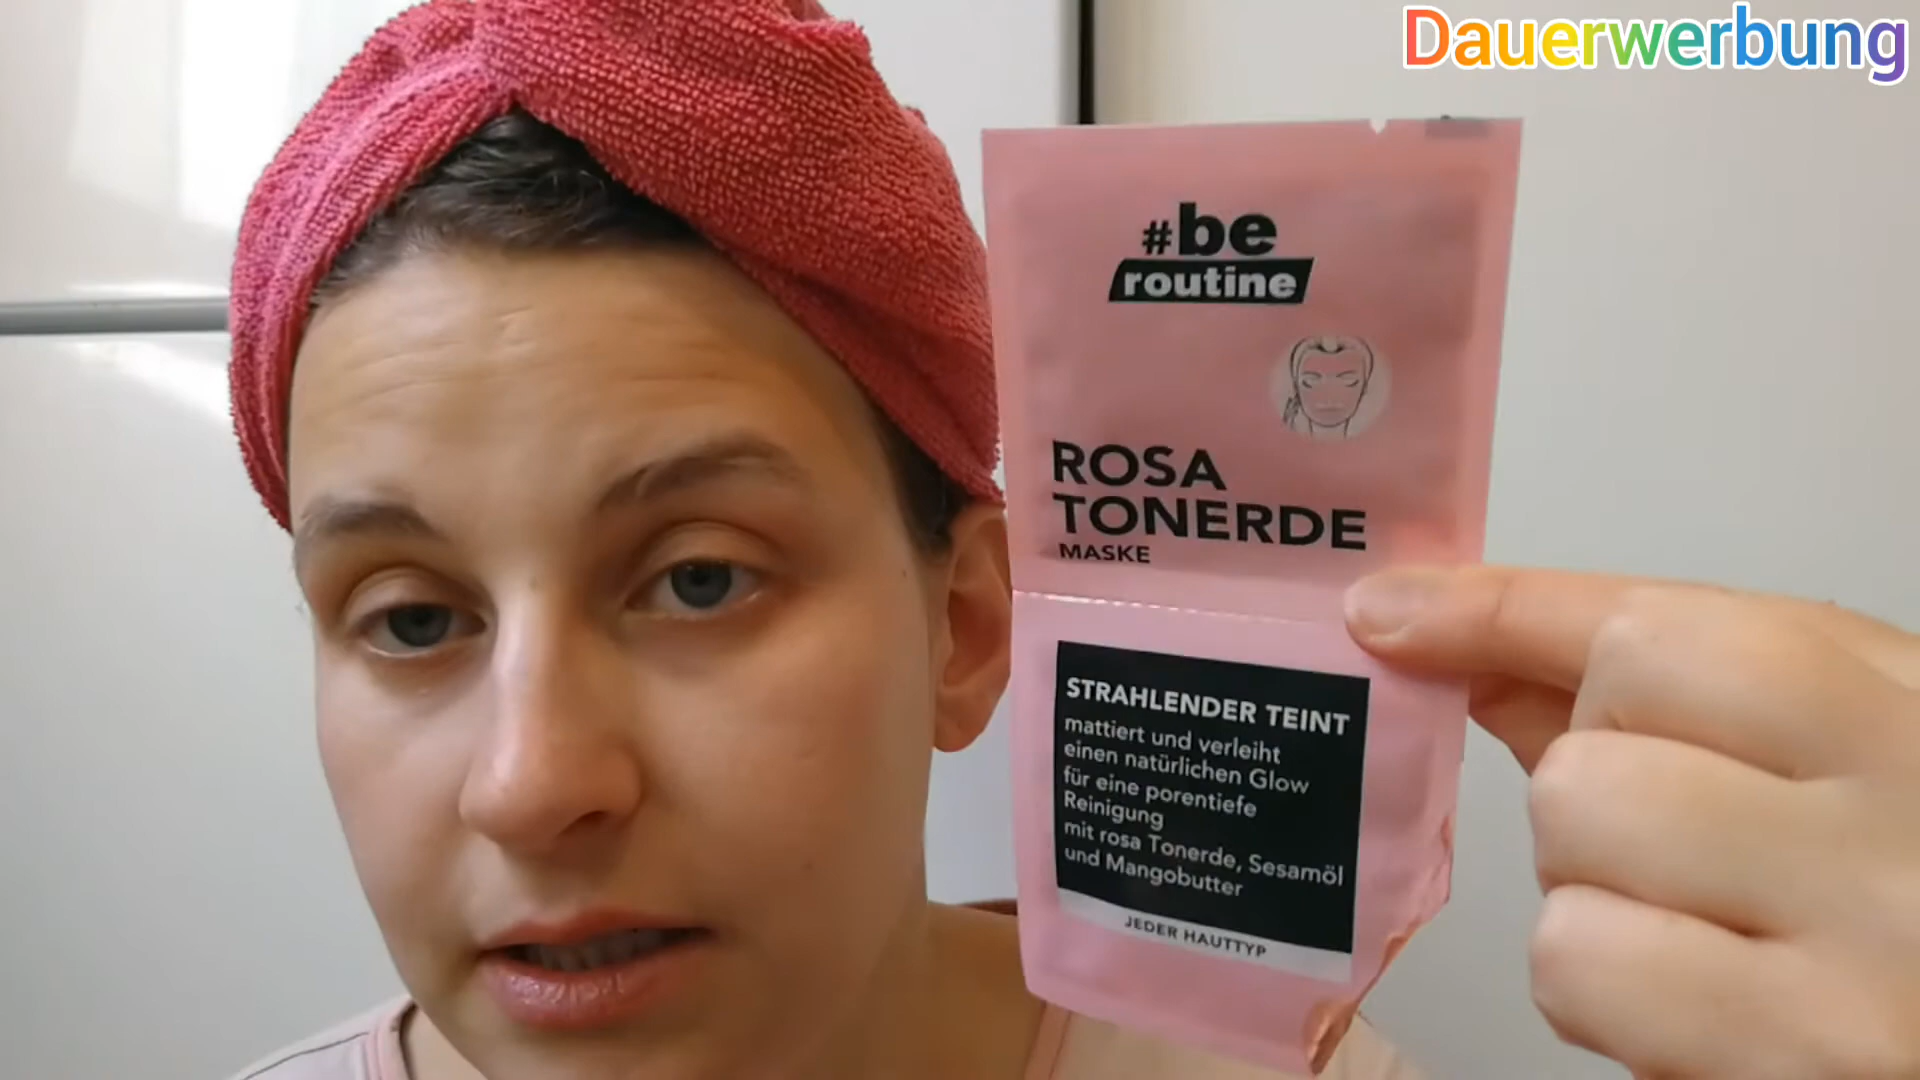 Dauerwerbung
#be
routine
ROSA
TONERDE
MASKE
STRAHLENDER TEINT
mattiert und verleiht
einen natürlichen Glow
für eine porentiefe
Reinigung
mit rosa Tonerde, Sesamöl
und Mangobutter
JEDER HAUTTYP